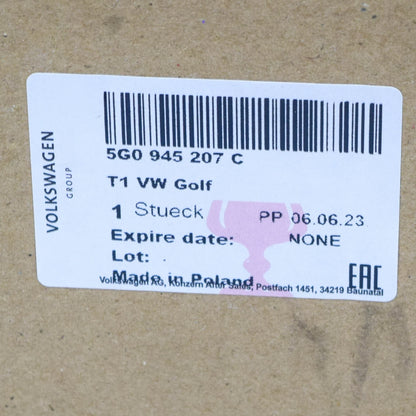 VOLKSWAGEN
GROUP
5G0 945 207 C
T1 VW Golf
1 Stueck PP 06.06.23
Expire date: NONE
Lot:
Made in Poland
EAC
Volkswagen AG, Konzern After Sales, Postfach 1451, 34219 Baunatal